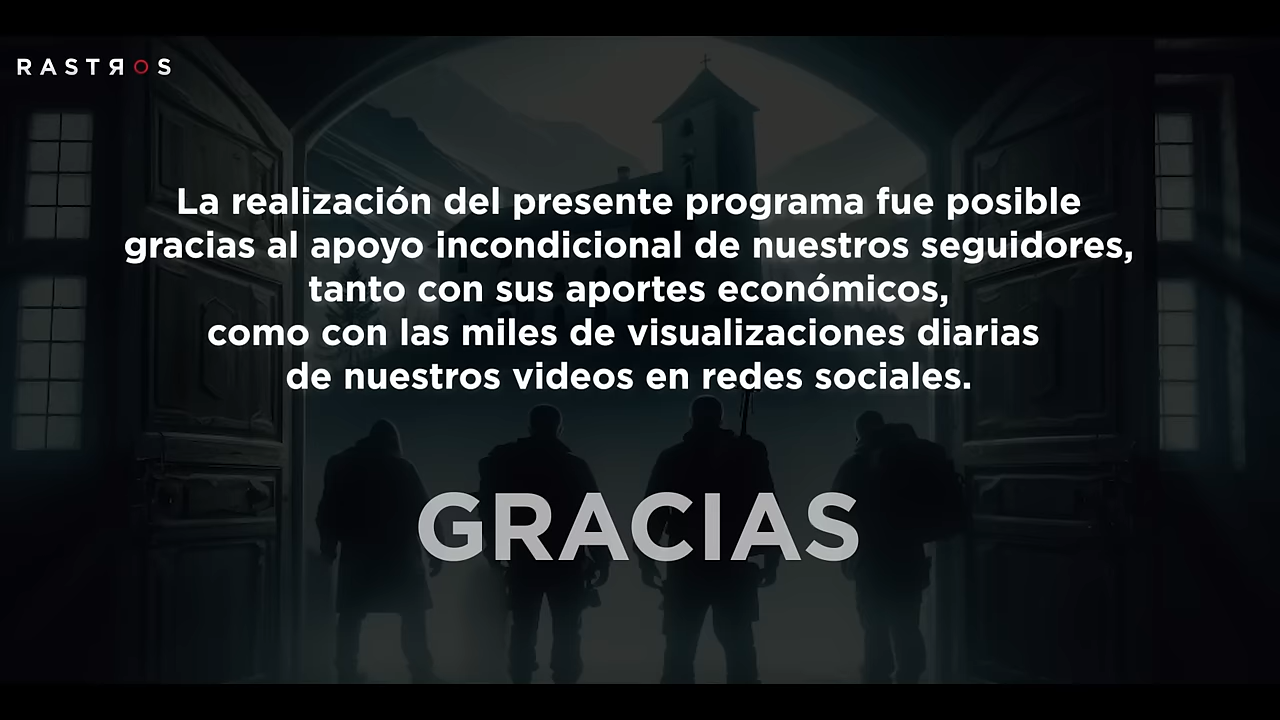 RASTЯOS
La realización del presente programa fue posible
gracias al apoyo incondicional de nuestros seguidores,
tanto con sus aportes económicos,
como con las miles de visualizaciones diarias
de nuestros videos en redes sociales.
GRACIAS